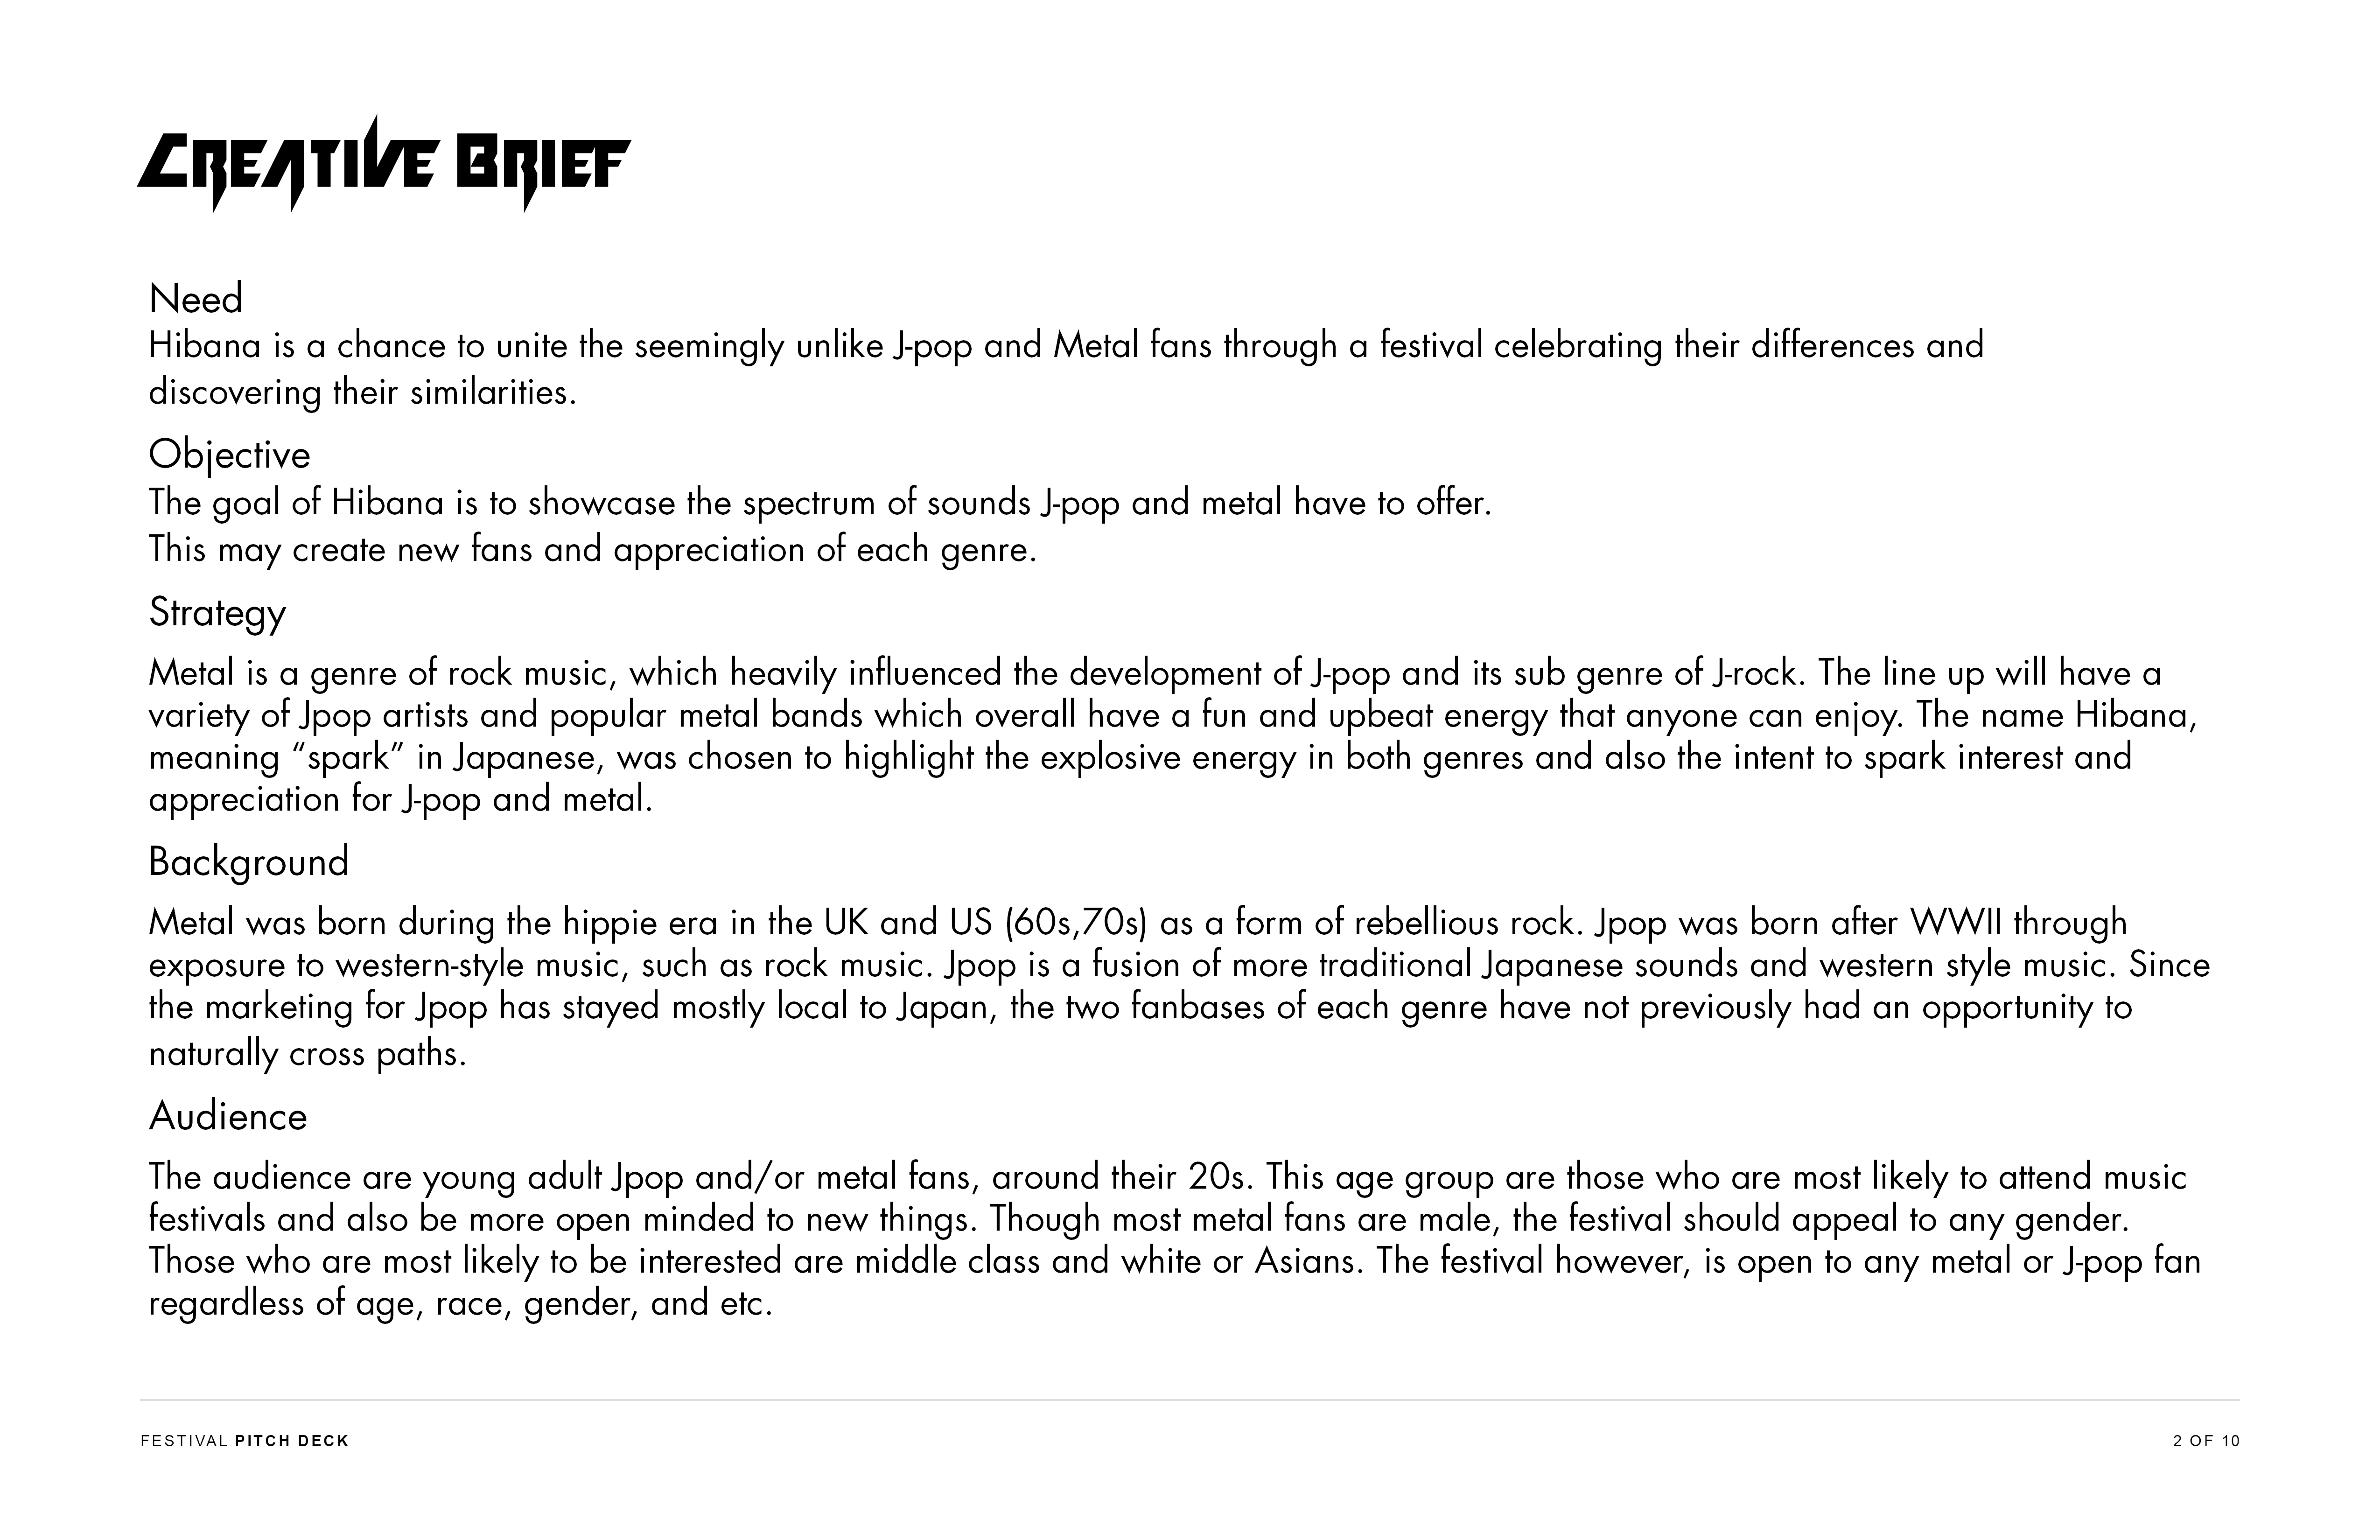 CREATIVE BRIEF
Need
Hibana is a chance to unite the seemingly unlike J-pop and Metal fans through a festival celebrating their differences and
discovering their similarities.
Objective
The goal of Hibana is to showcase the spectrum of sounds J-pop and metal have to offer.
This may create new fans and appreciation of each genre.
Strategy
Metal is a genre of rock music, which heavily influenced the development of J-pop and its sub genre of J-rock. The line up will have a
variety of Jpop artists and popular metal bands which overall have a fun and upbeat energy that anyone can enjoy. The name Hibana,
meaning “spark” in Japanese, was chosen to highlight the explosive energy in both genres and also the intent to spark interest and
appreciation for J-pop and metal.
Background
Metal was born during the hippie era in the UK and US (60s,70s) as a form of rebellious rock. Jpop was born after WWII through
exposure to western-style music, such as rock music. Jpop is a fusion of more traditional Japanese sounds and western style music. Since
the marketing for Jpop has stayed mostly local to Japan, the two fanbases of each genre have not previously had an opportunity to
naturally cross paths.
Audience
The audience are young adult Jpop and/or metal fans, around their 20s. This age group are those who are most likely to attend music
festivals and also be more open minded to new things. Though most metal fans are male, the festival should appeal to any gender.
Those who are most likely to be interested are middle class and white or Asians. The festival however, is open to any metal or J-pop fan
regardless of age, race, gender, and etc.
FESTIVAL PITCH DECK
2 OF 10